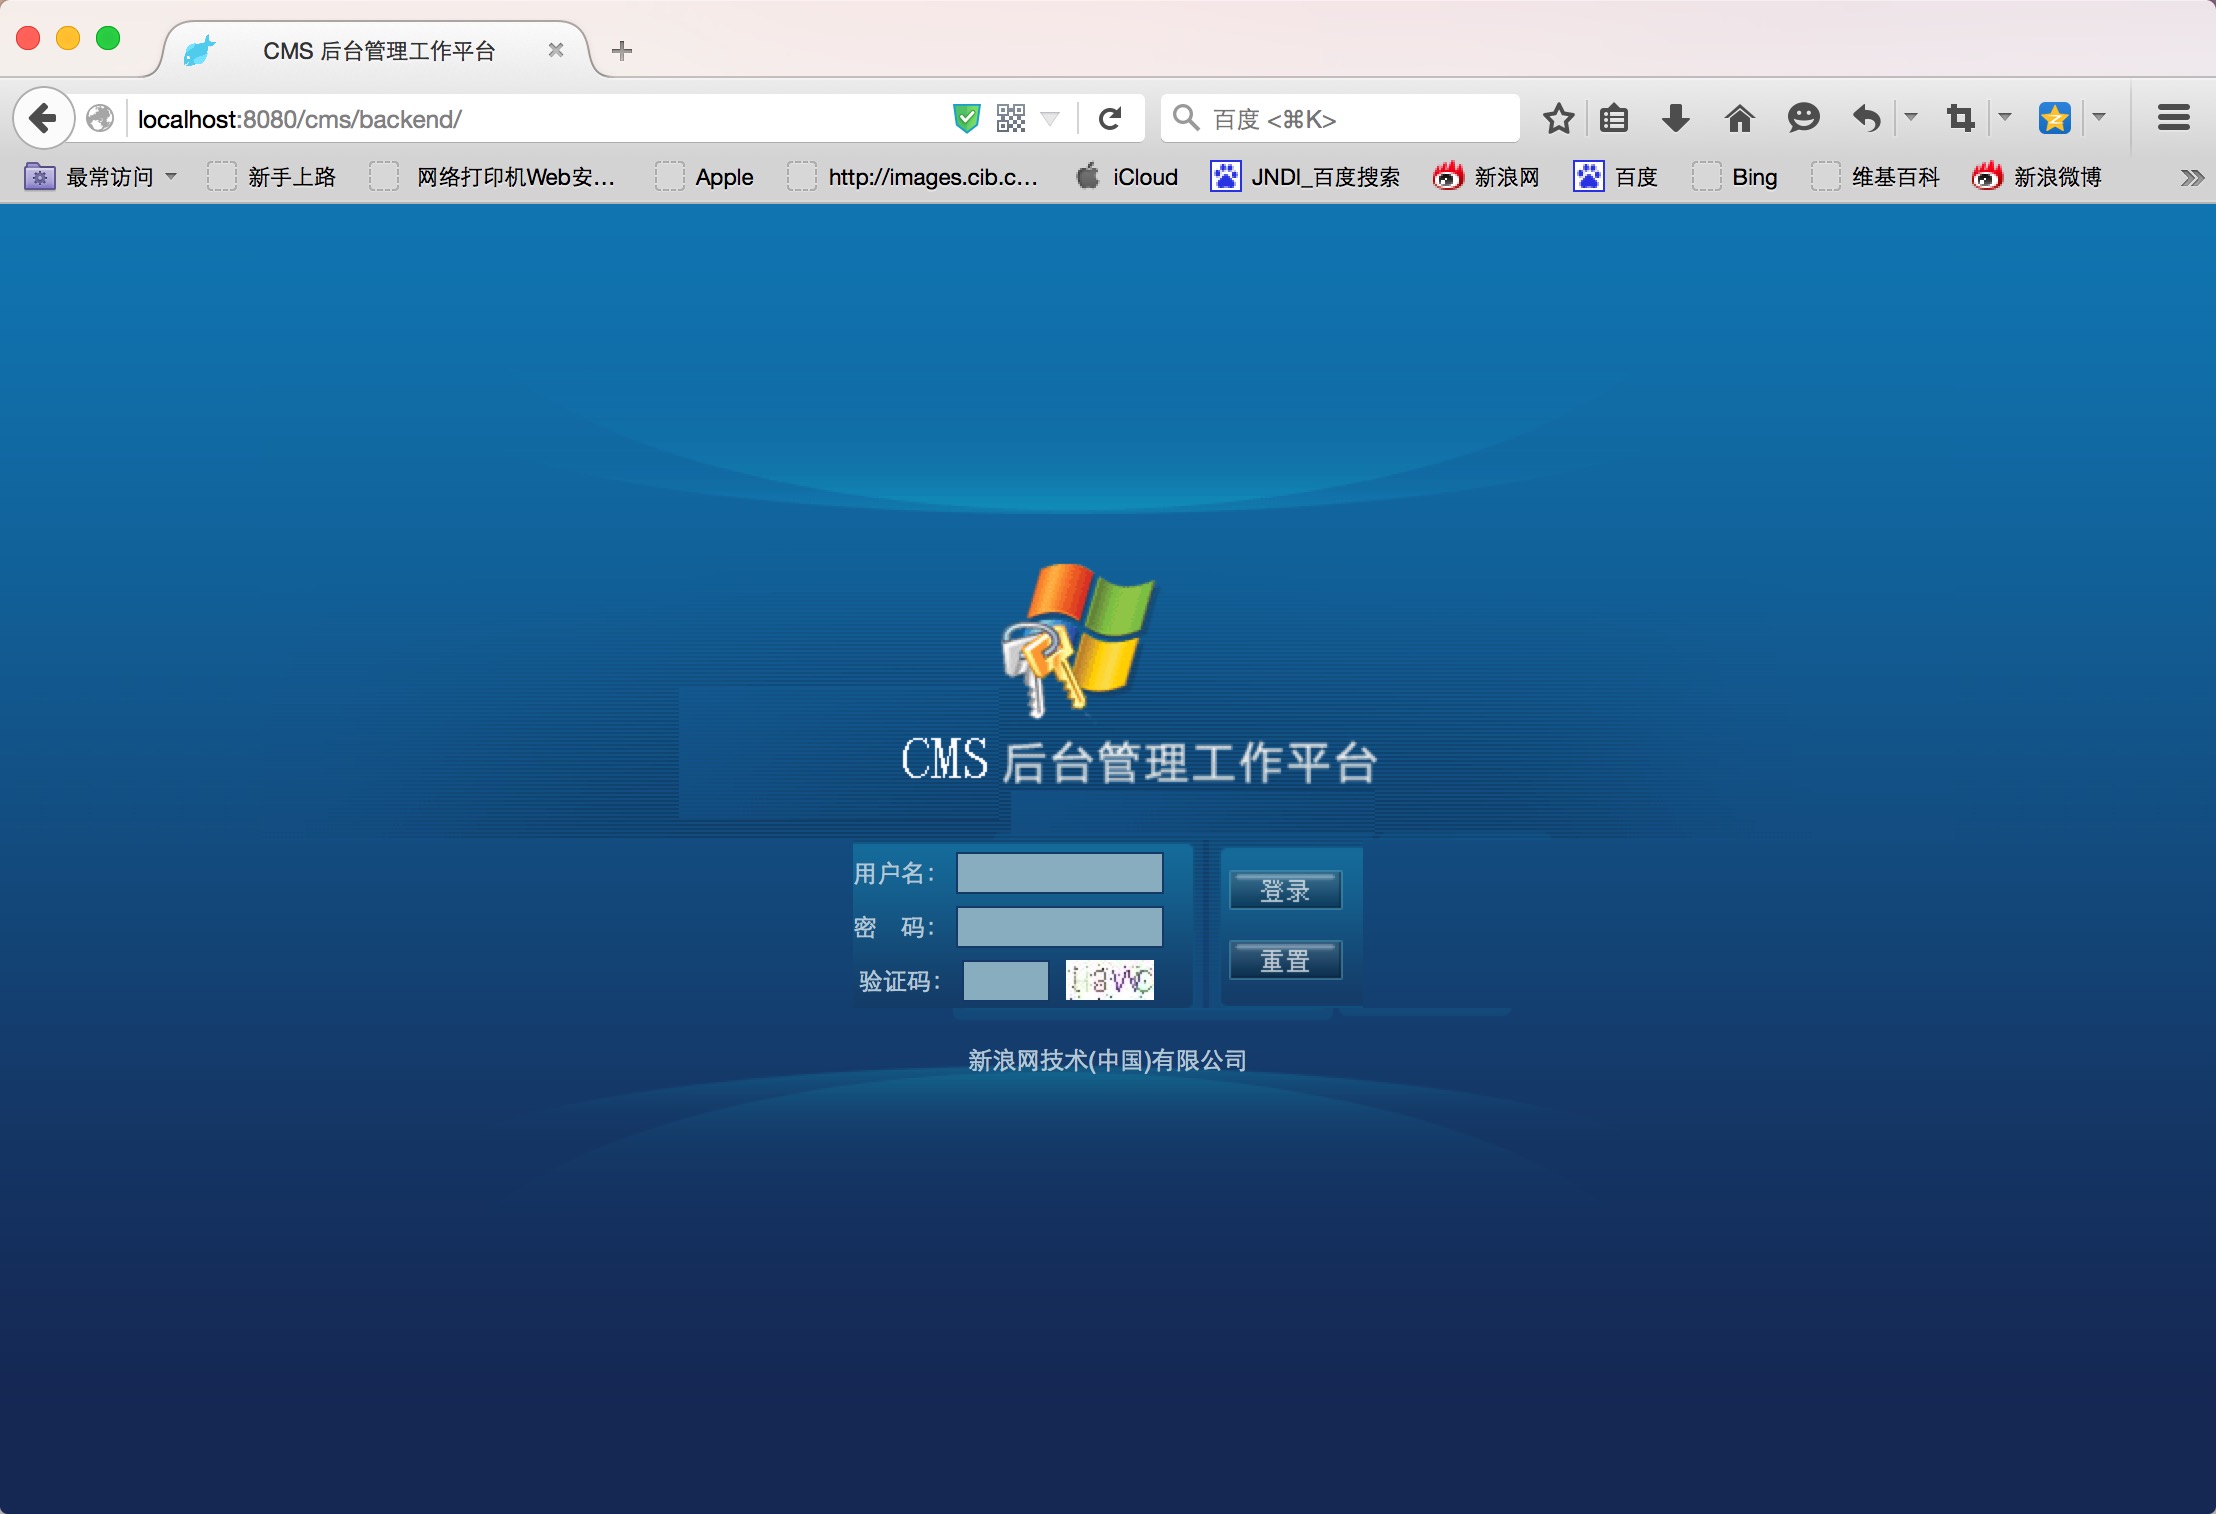 CMS 后台管理工作平台
localhost:8080/cms/backend/
百度 <⌘K>
最常访问 新手上路 网络打印机Web安... Apple http://images.cib.c... iCloud JNDI_百度搜索 新浪网 百度 Bing 维基百科 新浪微博
CMS 后台管理工作平台
用户名：
登录
密 码：
重置
验证码：
新浪网技术(中国)有限公司